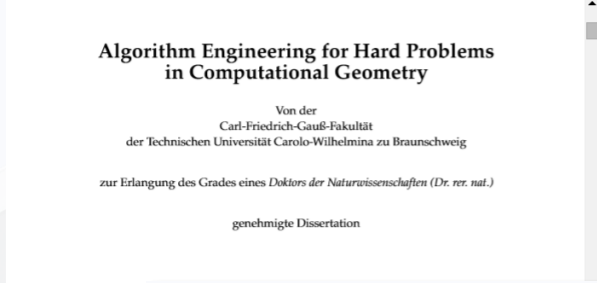 Algorithm Engineering for Hard Problems
in Computational Geometry
Von der
Carl-Friedrich-Gauß-Fakultät
der Technischen Universität Carolo-Wilhelmina zu Braunschweig
zur Erlangung des Grades eines Doktors der Naturwissenschaften (Dr. rer. nat.)
genehmigte Dissertation